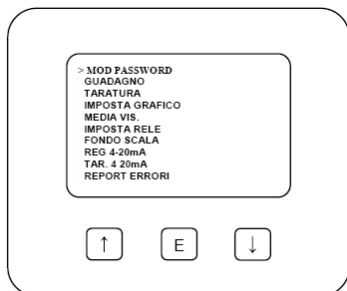 > MOD PASSWORD
GUADAGNO
TARATURA
IMPOSTA GRAFICO
MEDIA VIS.
IMPOSTA RELE
FONDO SCALA
REG 4-20mA
TAR. 4 20mA
REPORT ERRORI
↑ E ↓